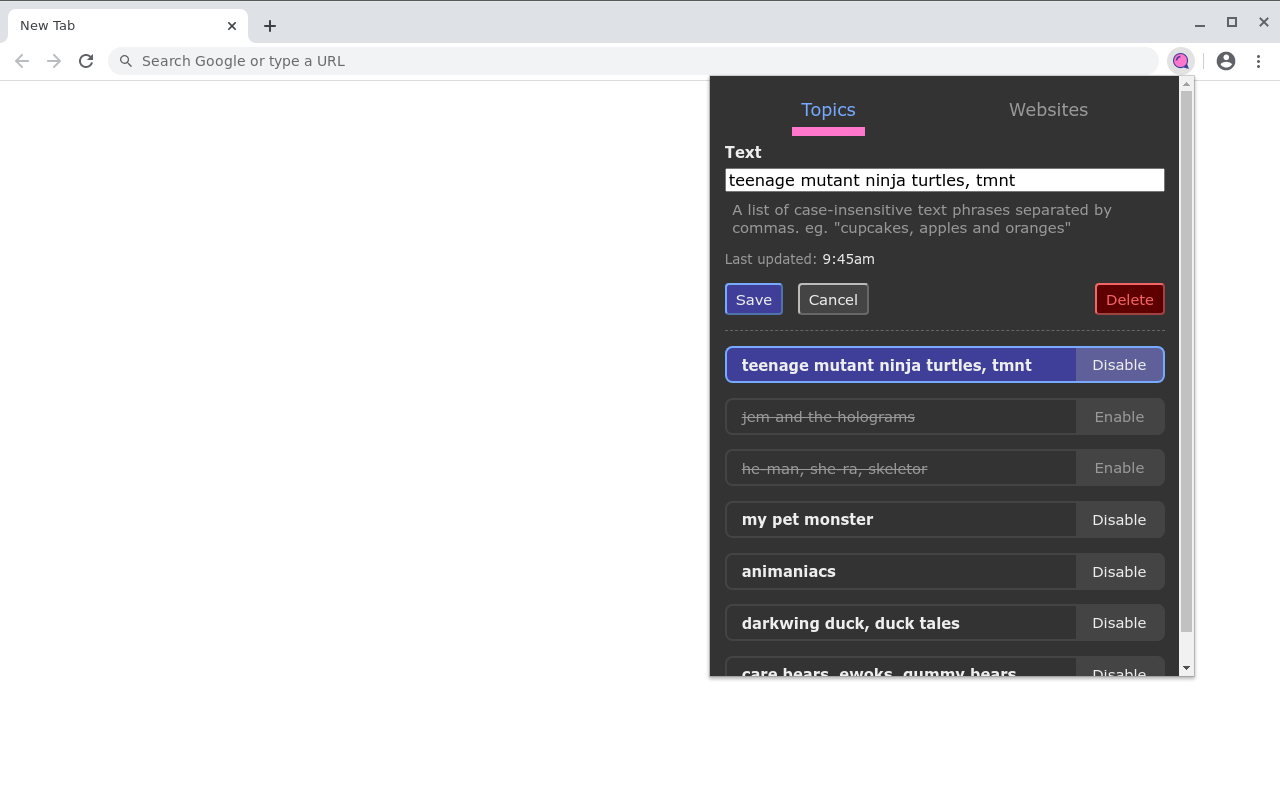 New Tab
Search Google or type a URL
Topics Websites
Text
teenage mutant ninja turtles, tmnt
A list of case-insensitive text phrases separated by
commas. eg. "cupcakes, apples and oranges"
Last updated: 9:45am
Save Cancel Delete
teenage mutant ninja turtles, tmnt Disable
jem and the holograms Enable
he-man, she-ra, skeletor Enable
my pet monster Disable
animaniacs Disable
darkwing duck, duck tales Disable
care bears, ewoks, gummy bears Disable